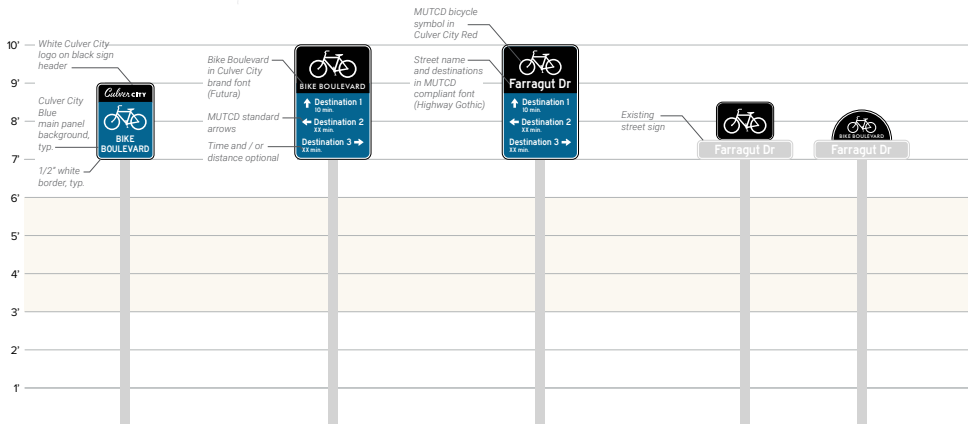 10'
9'
8'
7'
6'
5'
4'
3'
2'
1'
White Culver City
logo on black sign
header
Culver City
Blue
main panel
background,
typ.
1/2" white
border, typ.
Culver CITY
BIKE
BOULEVARD
Bike Boulevard
in Culver City
brand font
(Futura)
MUTCD standard
arrows
Time and / or
distance optional
BIKE BOULEVARD
Destination 1
10 min.
Destination 2
XX min.
Destination 3
XX min.
MUTCD bicycle
symbol in
Culver City Red
Street name
and destinations
in MUTCD
compliant font
(Highway Gothic)
Farragut Dr
Destination 1
10 min.
Destination 2
XX min.
Destination 3
XX min.
Existing
street sign
Farragut Dr
BIKE BOULEVARD
Farragut Dr